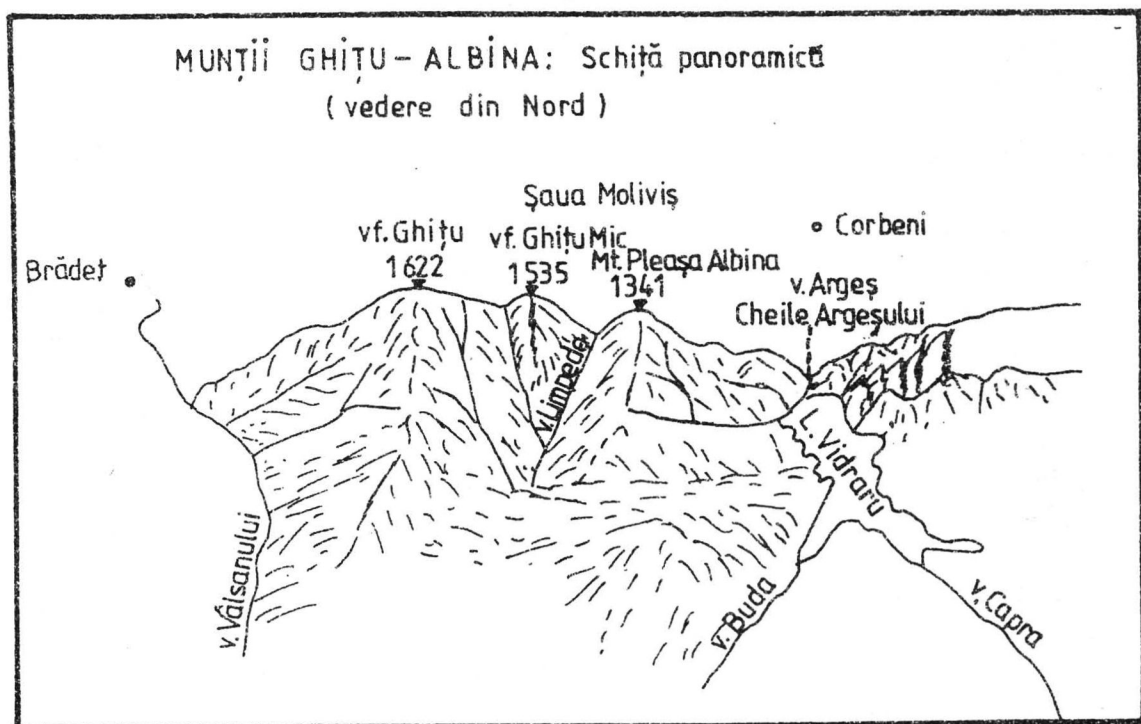 MUNȚII GHIȚU - ALBINA: Schiță panoramică
(vedere din Nord)
Șaua Moliviș
Corbeni
vf. Ghițu
1622
vf. Ghițu Mic
1535
Mt. Pleașa Albina
1341
Brădet
v. Argeș
Cheile Argeșului
v. Limpede
L. Vidraru
v. Vâlsanului
v. Buda
v. Capra